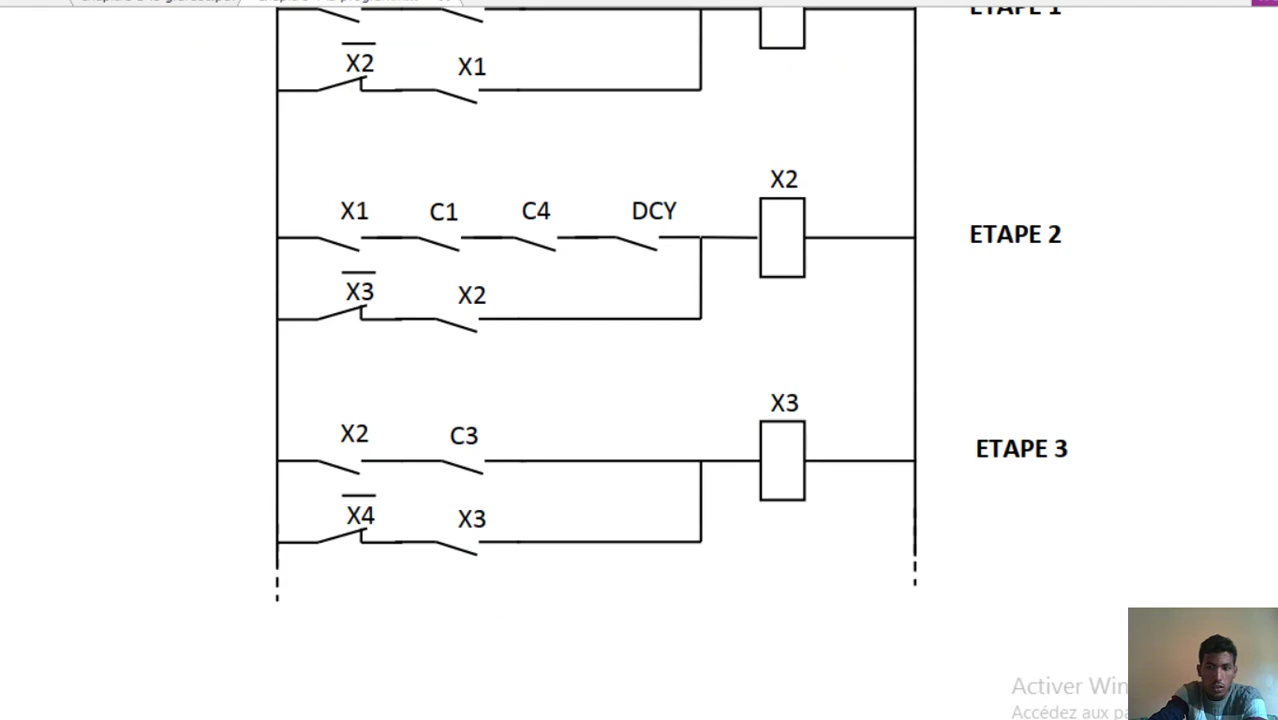 ETAPE 1
X2 X1
X2
X1 C1 C4 DCY
ETAPE 2
X3 X2
X3
X2 C3
ETAPE 3
X4 X3
Activer Win
Accédez aux pa